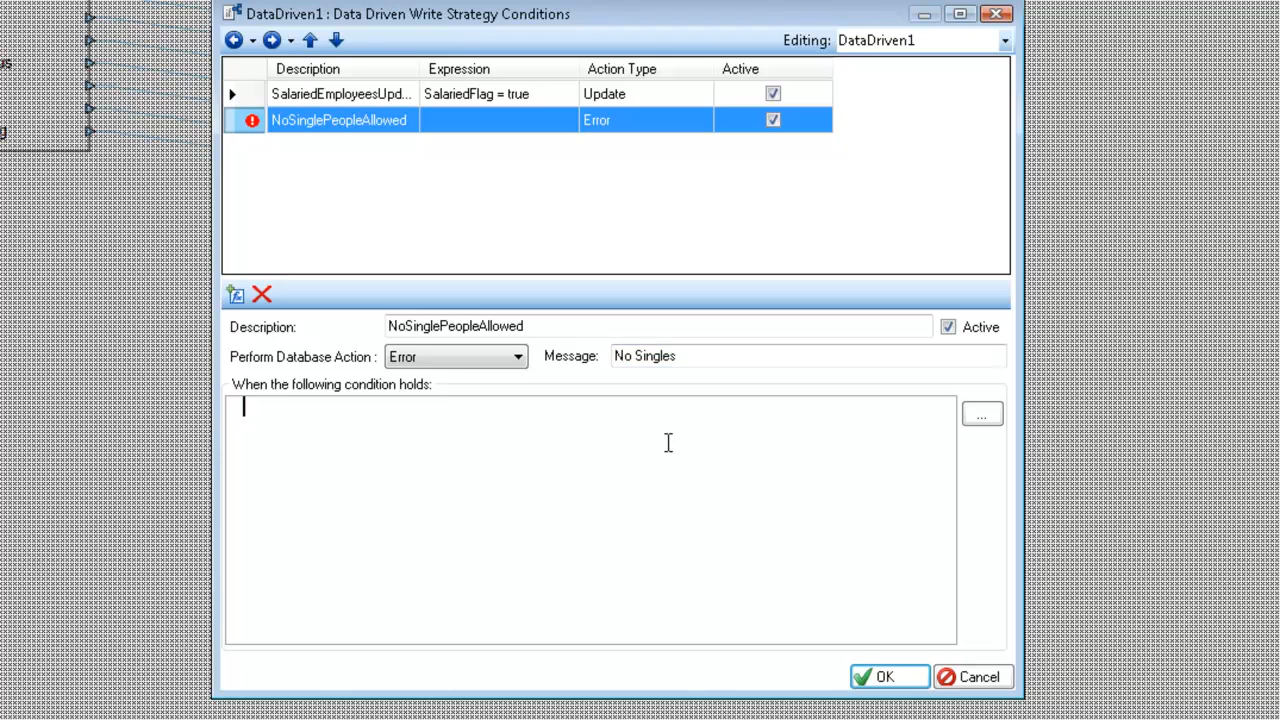 DataDriven1 : Data Driven Write Strategy Conditions
Editing: DataDriven1
Description Expression Action Type Active
SalariedEmployeesUpd... SalariedFlag = true Update
NoSinglePeopleAllowed Error
Description: NoSinglePeopleAllowed Active
Perform Database Action : Error Message: No Singles
When the following condition holds:
...
OK Cancel